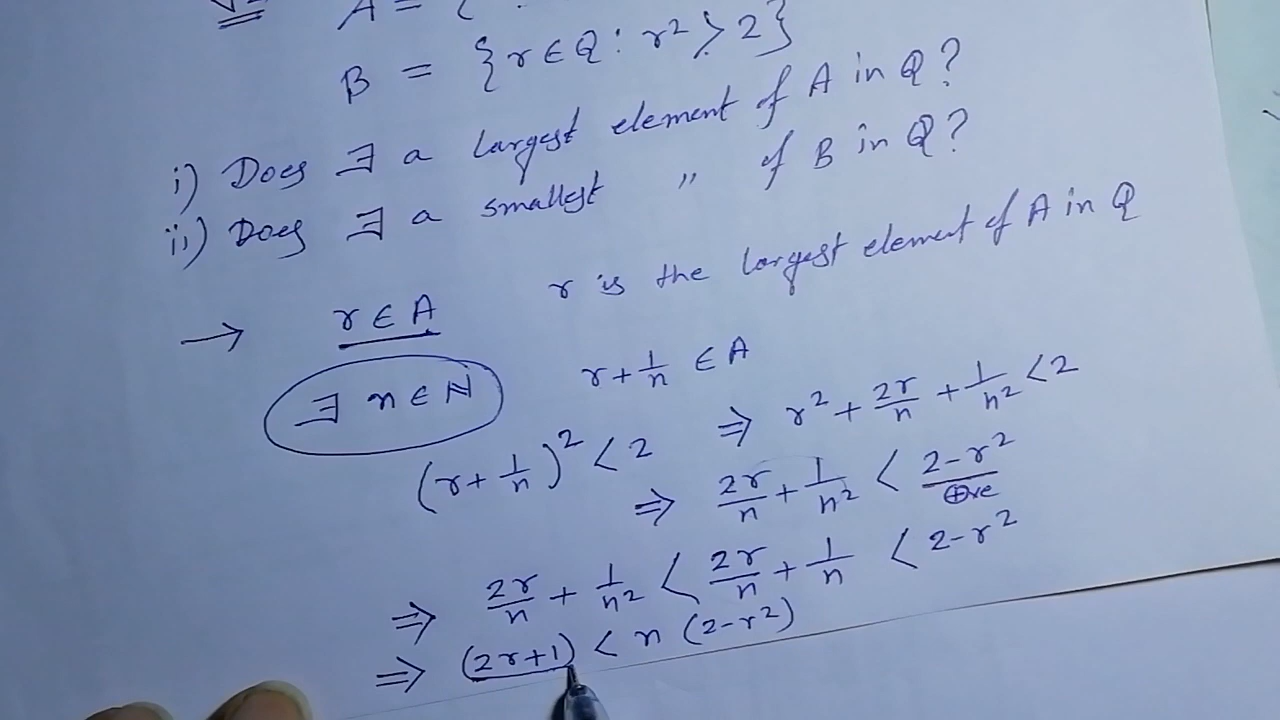 A = {
B = {r ∈ Q : r² > 2}
i) Does ∃ a largest element of A in Q?
ii) Does ∃ a smallest " of B in Q?
→ r ∈ A r is the largest element of A in Q
∃ n ∈ N r + 1/n ∈ A
(r + 1/n)² < 2 ⇒ r² + 2r/n + 1/n² < 2
⇒ 2r/n + 1/n² < 2 - r²
⊕ve
⇒ 2r/n + 1/n² < 2r/n + 1/n < 2 - r²
⇒ (2r+1) < n (2 - r²)